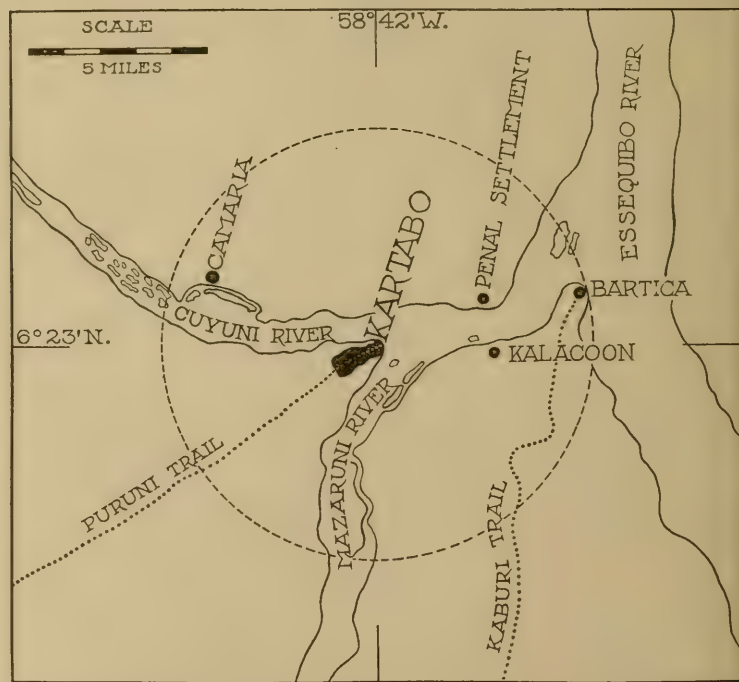 SCALE
5 MILES
58°42'W.
PENAL SETTLEMENT
ESSEQUIBO RIVER
CAMARIA
KARTABO
BARTICA
CUYUNI RIVER
6°23'N.
KALACOON
MAZARUNI RIVER
PURUNI TRAIL
KABURI TRAIL